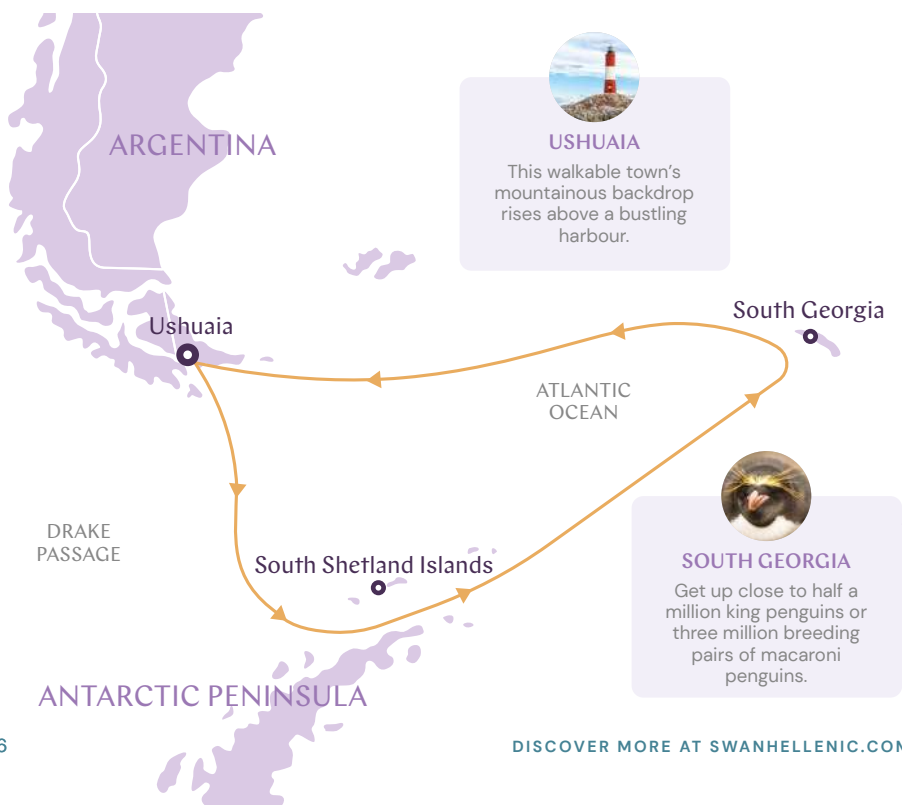 ARGENTINA
USHUAIA
This walkable town's
mountainous backdrop
rises above a bustling
harbour.
South Georgia
Ushuaia
ATLANTIC
OCEAN
DRAKE
PASSAGE
South Shetland Islands
SOUTH GEORGIA
Get up close to half a
million king penguins or
three million breeding
pairs of macaroni
penguins.
ANTARCTIC PENINSULA
6
DISCOVER MORE AT SWANHELLENIC.COM